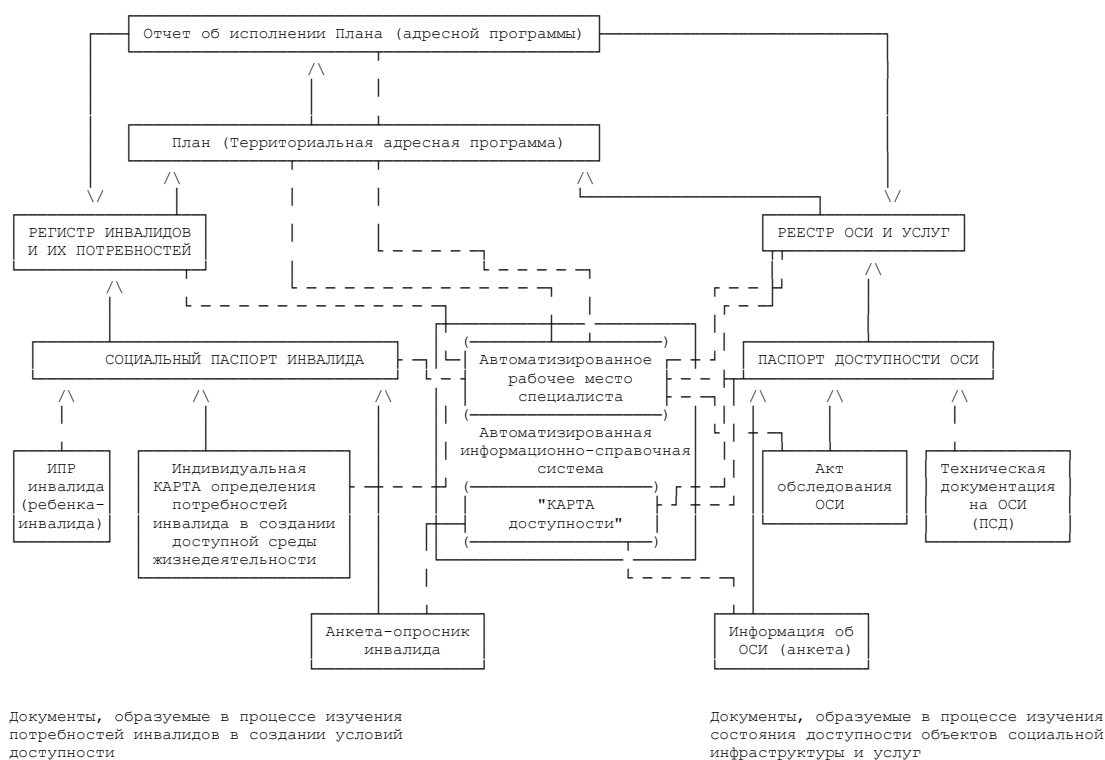 Отчет об исполнении Плана (адресной программы)
План (Территориальная адресная программа)
РЕГИСТР ИНВАЛИДОВ
И ИХ ПОТРЕБНОСТЕЙ
РЕЕСТР ОСИ И УСЛУГ
СОЦИАЛЬНЫЙ ПАСПОРТ ИНВАЛИДА
Автоматизированное
рабочее место
специалиста
ПАСПОРТ ДОСТУПНОСТИ ОСИ
Автоматизированная
информационно-справочная
система
"КАРТА
ДОСТУПНОСТИ"
ИПР
инвалида
(ребенка-
инвалида)
Индивидуальная
КАРТА определения
потребностей
инвалида в создании
доступной среды
жизнедеятельности
Акт
обследования
ОСИ
Техническая
документация
на ОСИ
(ПСД)
Анкета-опросник
инвалида
Информация об
ОСИ (анкета)
Документы, образуемые в процессе изучения
потребностей инвалидов в создании условий
доступности
Документы, образуемые в процессе изучения
состояния доступности объектов социальной
инфраструктуры и услуг